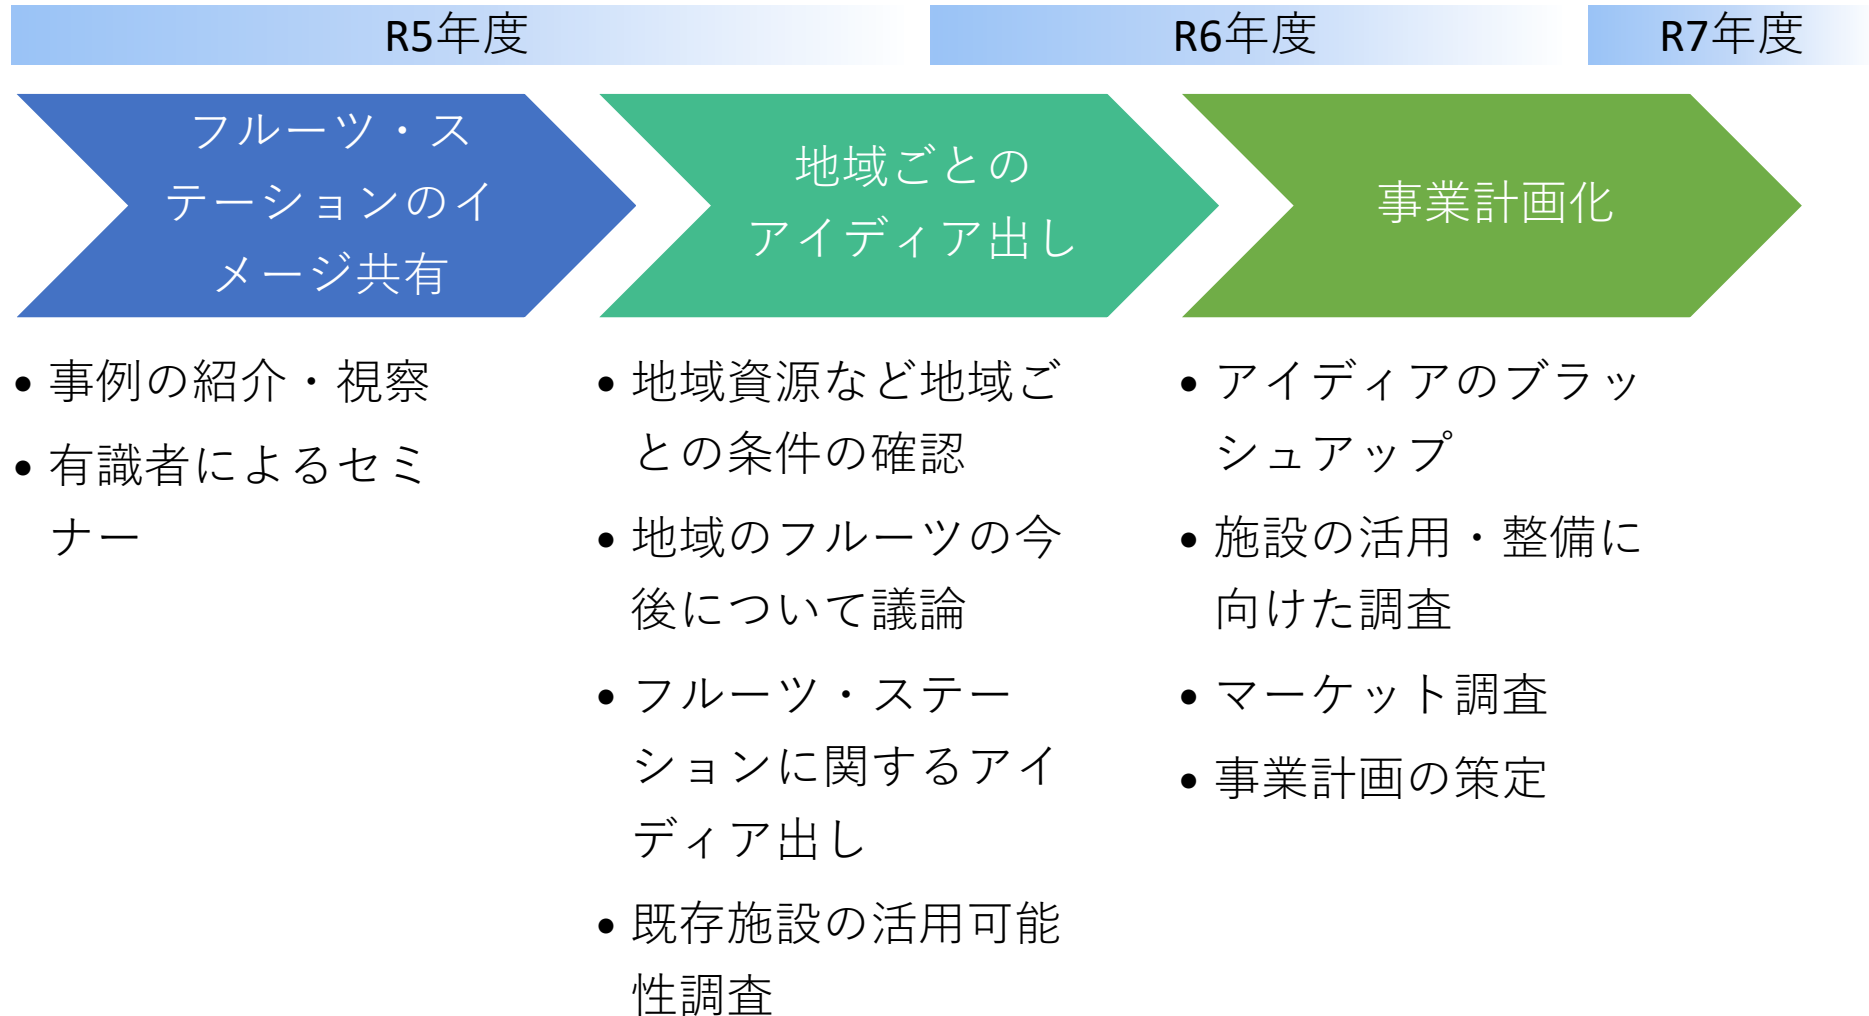 R5年度
R6年度
R7年度
フルーツ・ス
テーションのイ
メージ共有
地域ごとの
アイディア出し
事業計画化
• 事例の紹介・視察
• 有識者によるセミ
ナー
• 地域資源など地域ご
との条件の確認
• 地域のフルーツの今
後について議論
• フルーツ・ステー
ションに関するアイ
ディア出し
• 既存施設の活用可能
性調査
• アイディアのブラッ
シュアップ
• 施設の活用・整備に
向けた調査
• マーケット調査
• 事業計画の策定